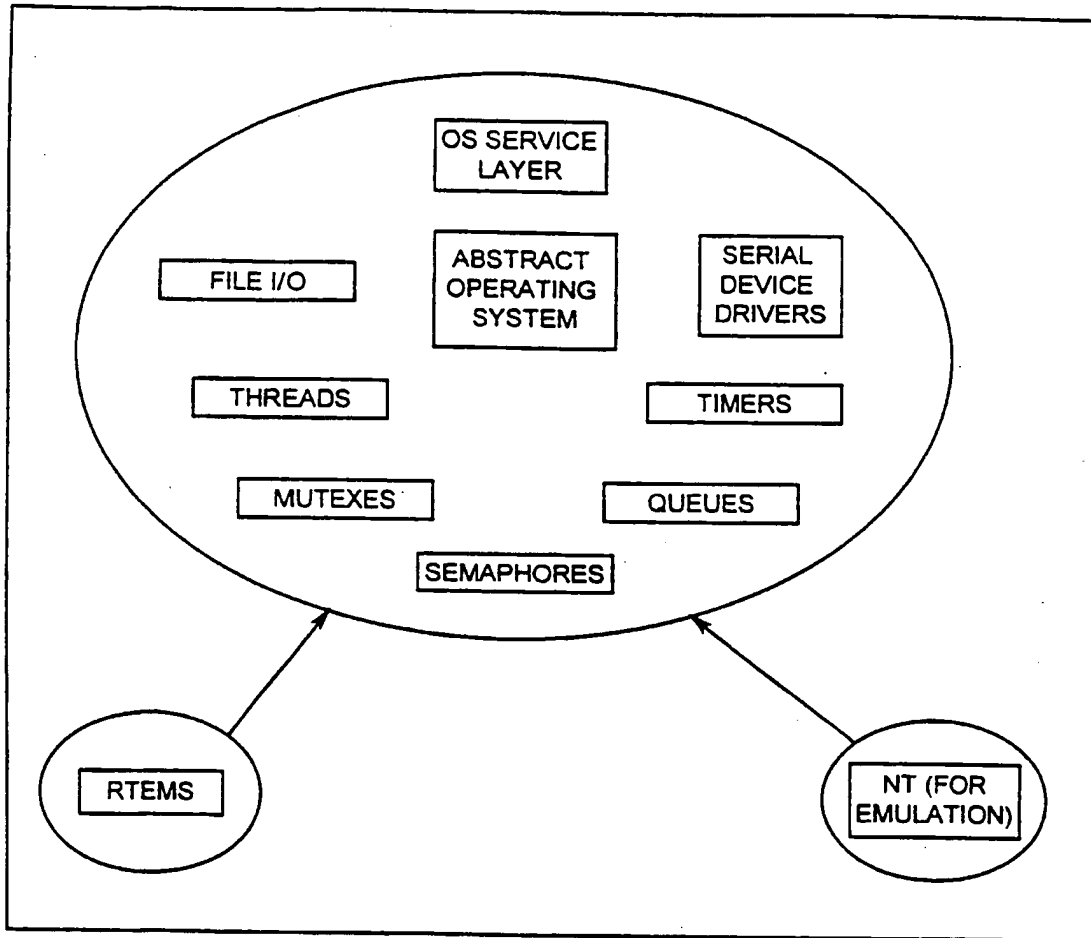 OS SERVICE
LAYER
FILE I/O
ABSTRACT
OPERATING
SYSTEM
SERIAL
DEVICE
DRIVERS
THREADS
TIMERS
MUTEXES
QUEUES
SEMAPHORES
RTEMS
NT (FOR
EMULATION)